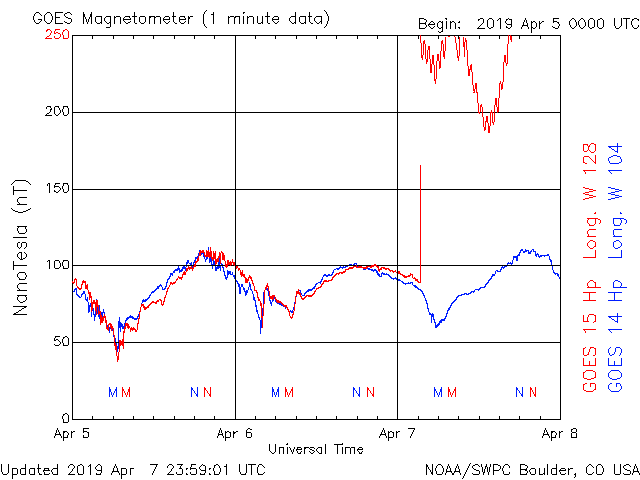 GOES Magnetometer (1 minute data)
Begin: 2019 Apr 5 0000 UTC
250
200
150
100
50
0
NanoTesla (nT)
M M N N M M N N M M N N
Apr 5 Apr 6 Apr 7 Apr 8
Universal Time
GOES 15 Hp Long. W 128
GOES 14 Hp Long. W 104
Updated 2019 Apr 7 23:59:01 UTC
NOAA/SWPC Boulder, CO USA